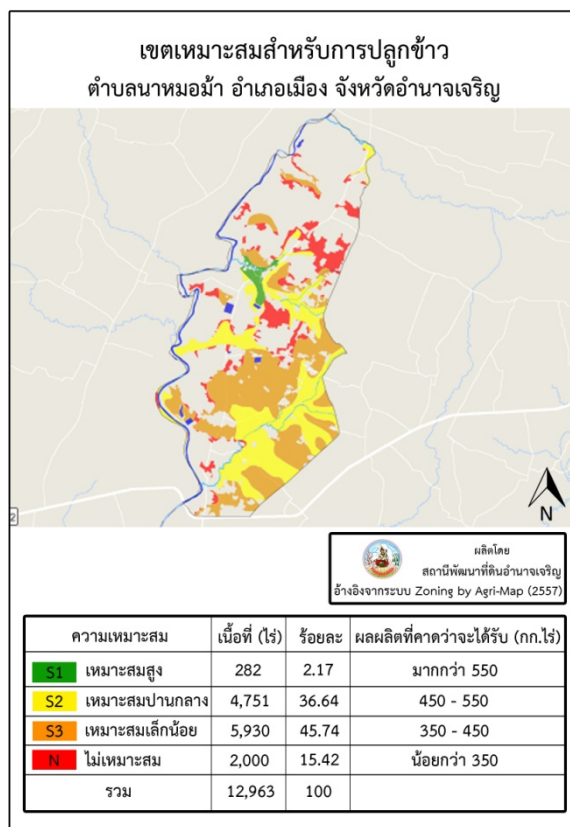 เขตเหมาะสมสำหรับการปลูกข้าว
ตำบลนาหมอม้า อำเภอเมือง จังหวัดอำนาจเจริญ
2
N
ผลิตโดย
สถานีพัฒนาที่ดินอำนาจเจริญ
อ้างอิงจากระบบ Zoning by Agri-Map (2557)
ความเหมาะสม เนื้อที่ (ไร่) ร้อยละ ผลผลิตที่คาดว่าจะได้รับ (กก.ไร่)
S1 เหมาะสมสูง 282 2.17 มากกว่า 550
S2 เหมาะสมปานกลาง 4,751 36.64 450 - 550
S3 เหมาะสมเล็กน้อย 5,930 45.74 350 - 450
N ไม่เหมาะสม 2,000 15.42 น้อยกว่า 350
รวม 12,963 100